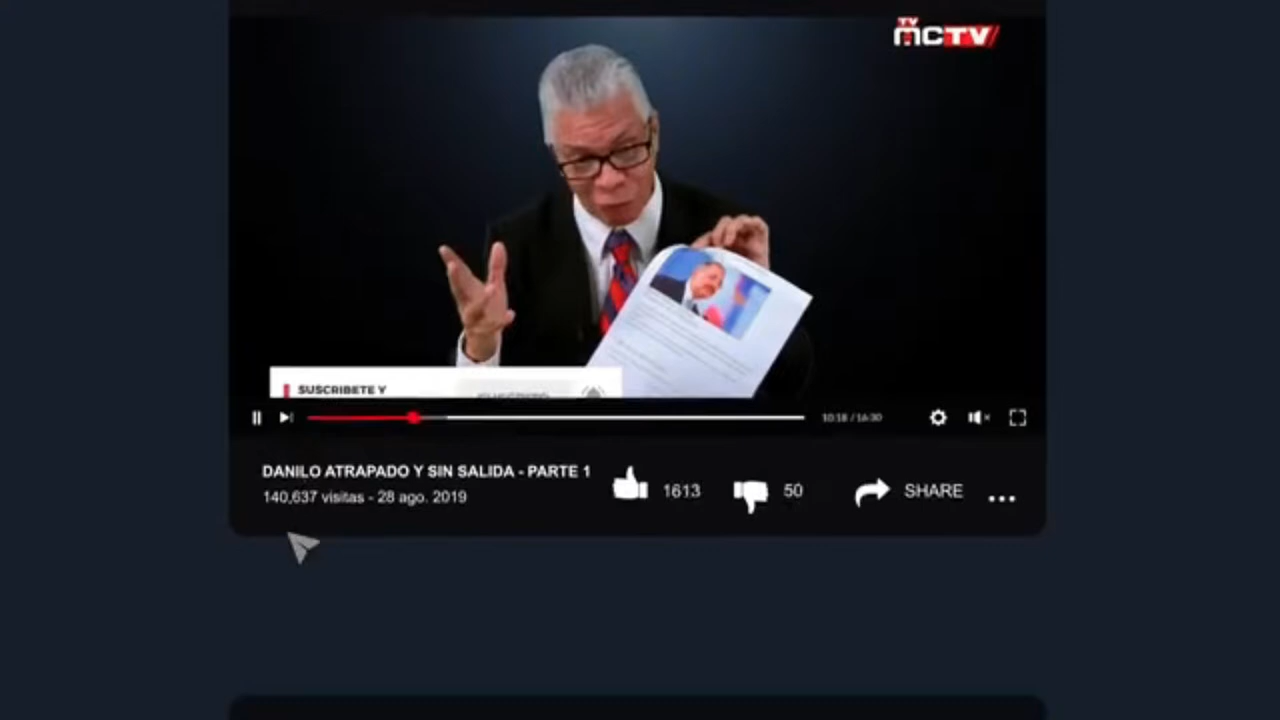 TV
MCTV
SUSCRIBETE Y
10:18 / 16:30
DANILO ATRAPADO Y SIN SALIDA - PARTE 1
1613
50
SHARE
140,637 visitas - 28 ago. 2019